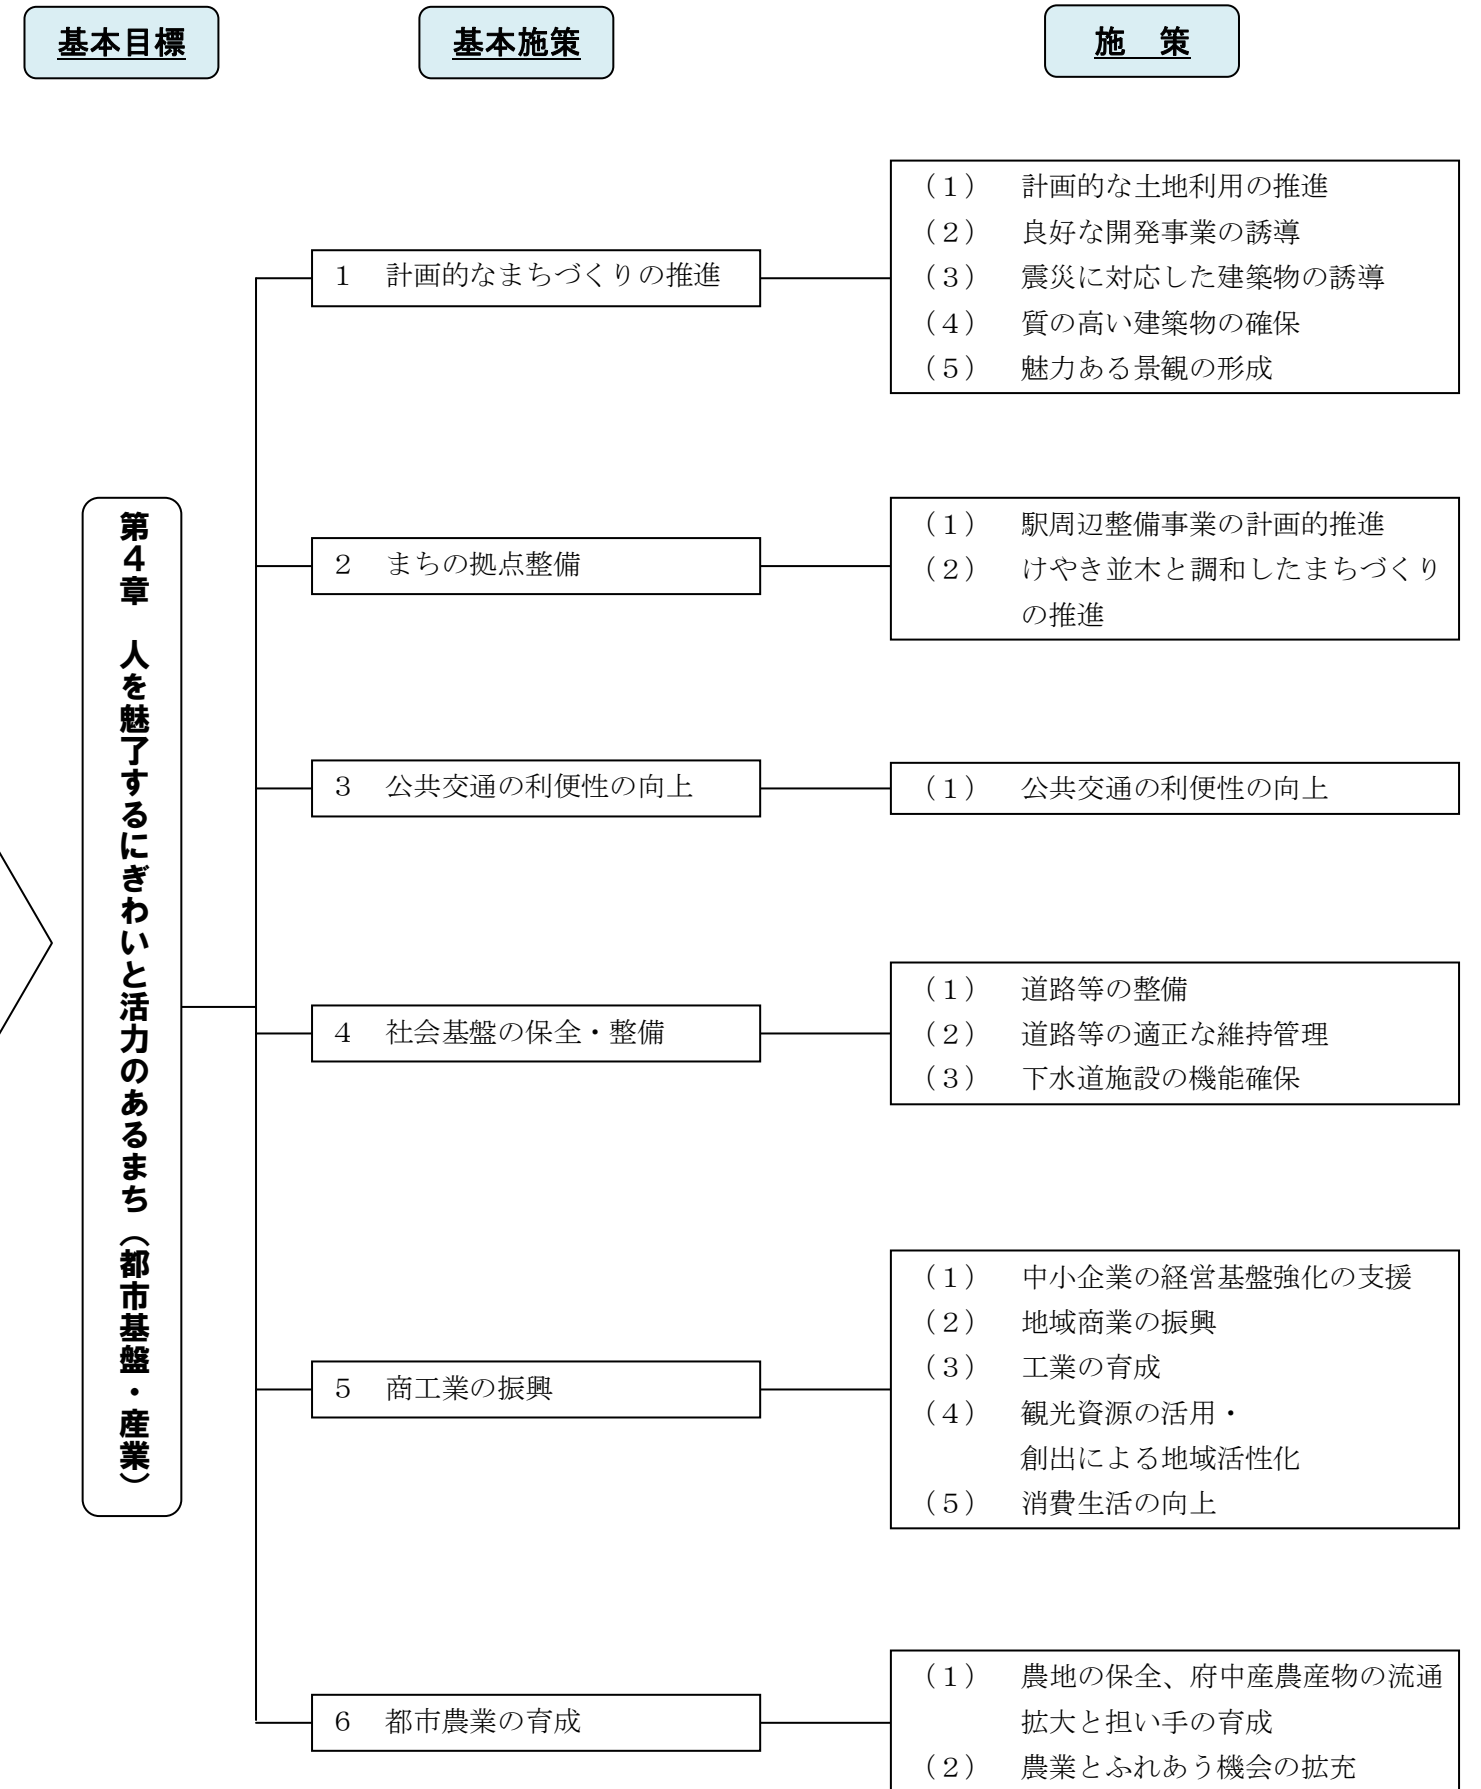 基本目標
基本施策
施　策
第４章　人を魅了するにぎわいと活力のあるまち（都市基盤・産業）
１　計画的なまちづくりの推進
（１）　計画的な土地利用の推進
（２）　良好な開発事業の誘導
（３）　震災に対応した建築物の誘導
（４）　質の高い建築物の確保
（５）　魅力ある景観の形成
２　まちの拠点整備
（１）　駅周辺整備事業の計画的推進
（２）　けやき並木と調和したまちづくり
の推進
３　公共交通の利便性の向上
（１）　公共交通の利便性の向上
４　社会基盤の保全・整備
（１）　道路等の整備
（２）　道路等の適正な維持管理
（３）　下水道施設の機能確保
５　商工業の振興
（１）　中小企業の経営基盤強化の支援
（２）　地域商業の振興
（３）　工業の育成
（４）　観光資源の活用・
創出による地域活性化
（５）　消費生活の向上
６　都市農業の育成
（１）　農地の保全、府中産農産物の流通
拡大と担い手の育成
（２）　農業とふれあう機会の拡充